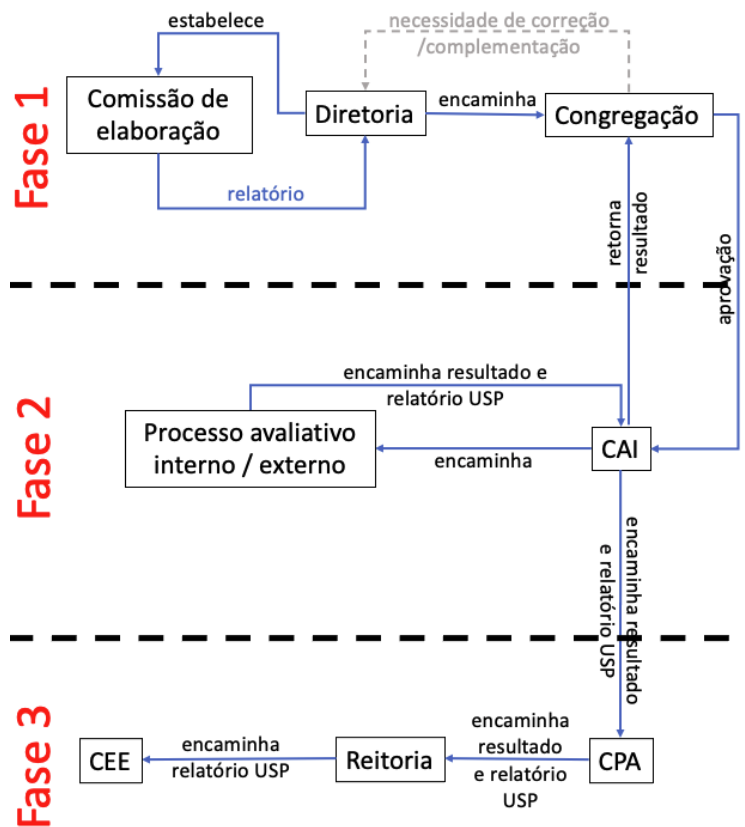 Fase 1
estabelece
necessidade de correção
/complementação
Comissão de
elaboração
Diretoria
encaminha
Congregação
relatório
retorna
resultado
aprovação
Fase 2
encaminha resultado e
relatório USP
Processo avaliativo
interno / externo
encaminha
CAI
encaminha resultado
e relatório USP
Fase 3
CEE
encaminha
relatório USP
Reitoria
encaminha
resultado
e relatório
USP
CPA